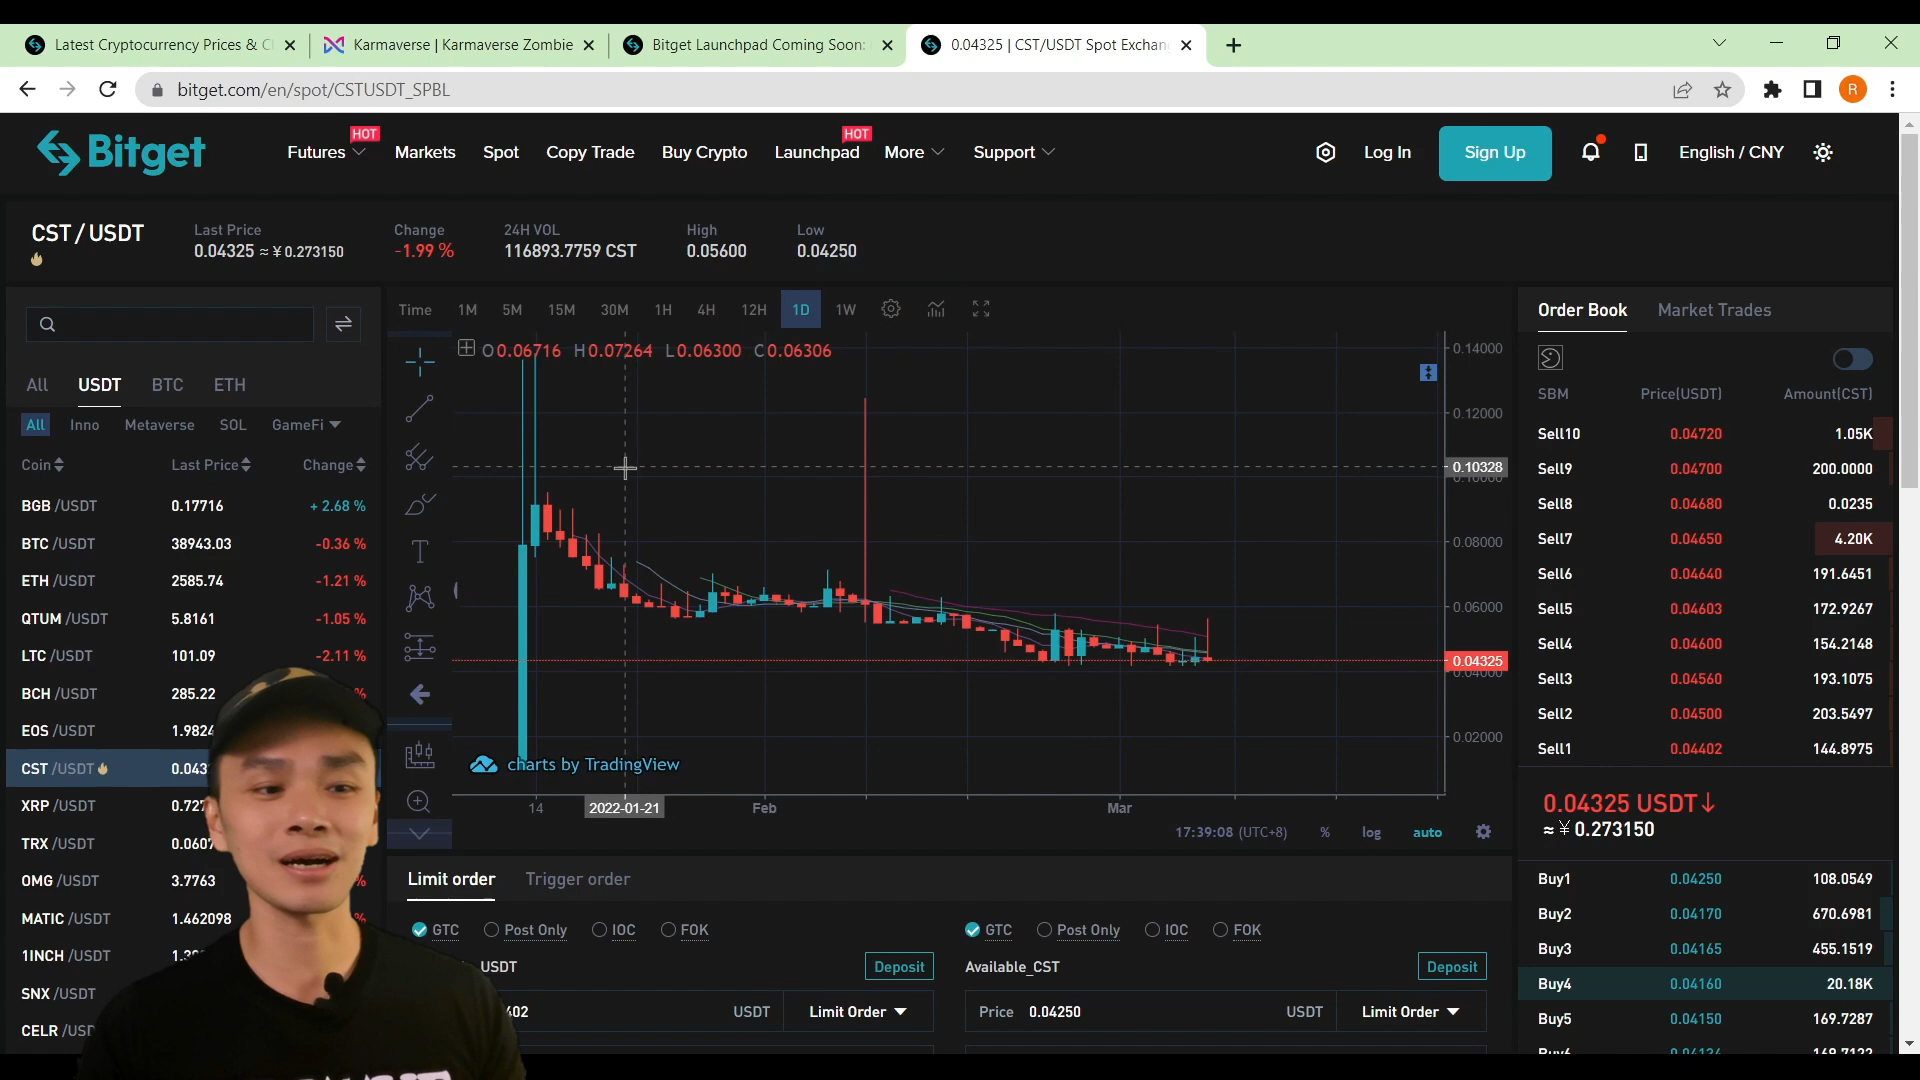 Latest Cryptocurrency Prices & C
Karmaverse | Karmaverse Zombie
Bitget Launchpad Coming Soon:
0.04325 | CST/USDT Spot Exchan
bitget.com/en/spot/CSTUSDT_SPBL
R
Bitget
Futures HOT
Markets
Spot
Copy Trade
Buy Crypto
Launchpad HOT
More
Support
Log In
Sign Up
English / CNY
CST / USDT
Last Price
0.04325 ≈ ¥ 0.273150
Change
-1.99 %
24H VOL
116893.7759 CST
High
0.05600
Low
0.04250
All USDT BTC ETH
All Inno Metaverse SOL GameFi
Coin Last Price Change
BGB /USDT 0.17716 + 2.68 %
BTC /USDT 38943.03 -0.36 %
ETH /USDT 2585.74 -1.21 %
QTUM /USDT 5.8161 -1.05 %
LTC /USDT 101.09 -2.11 %
BCH /USDT 285.22 %
EOS /USDT 1.9824
CST /USDT 0.043
XRP /USDT 0.727
TRX /USDT 0.0607
OMG /USDT 3.7763 %
MATIC /USDT 1.462098 %
1INCH /USDT
SNX /USDT
CELR /USD
Time 1M 5M 15M 30M 1H 4H 12H 1D 1W
O0.06716 H0.07264 L0.06300 C0.06306
0.14000
0.12000
0.10328
0.10000
0.08000
0.06000
0.04325
0.04000
0.02000
charts by TradingView
14 2022-01-21 Feb Mar
17:39:08 (UTC+8) % log auto
Limit order Trigger order
GTC Post Only IOC FOK
USDT Deposit
402 USDT Limit Order
GTC Post Only IOC FOK
Available_CST Deposit
Price 0.04250 USDT Limit Order
Order Book Market Trades
SBM Price(USDT) Amount(CST)
Sell10 0.04720 1.05K
Sell9 0.04700 200.0000
Sell8 0.04680 0.0235
Sell7 0.04650 4.20K
Sell6 0.04640 191.6451
Sell5 0.04603 172.9267
Sell4 0.04600 154.2148
Sell3 0.04560 193.1075
Sell2 0.04500 203.5497
Sell1 0.04402 144.8975
0.04325 USDT↓
≈ ¥ 0.273150
Buy1 0.04250 108.0549
Buy2 0.04170 670.6981
Buy3 0.04165 455.1519
Buy4 0.04160 20.18K
Buy5 0.04150 169.7287